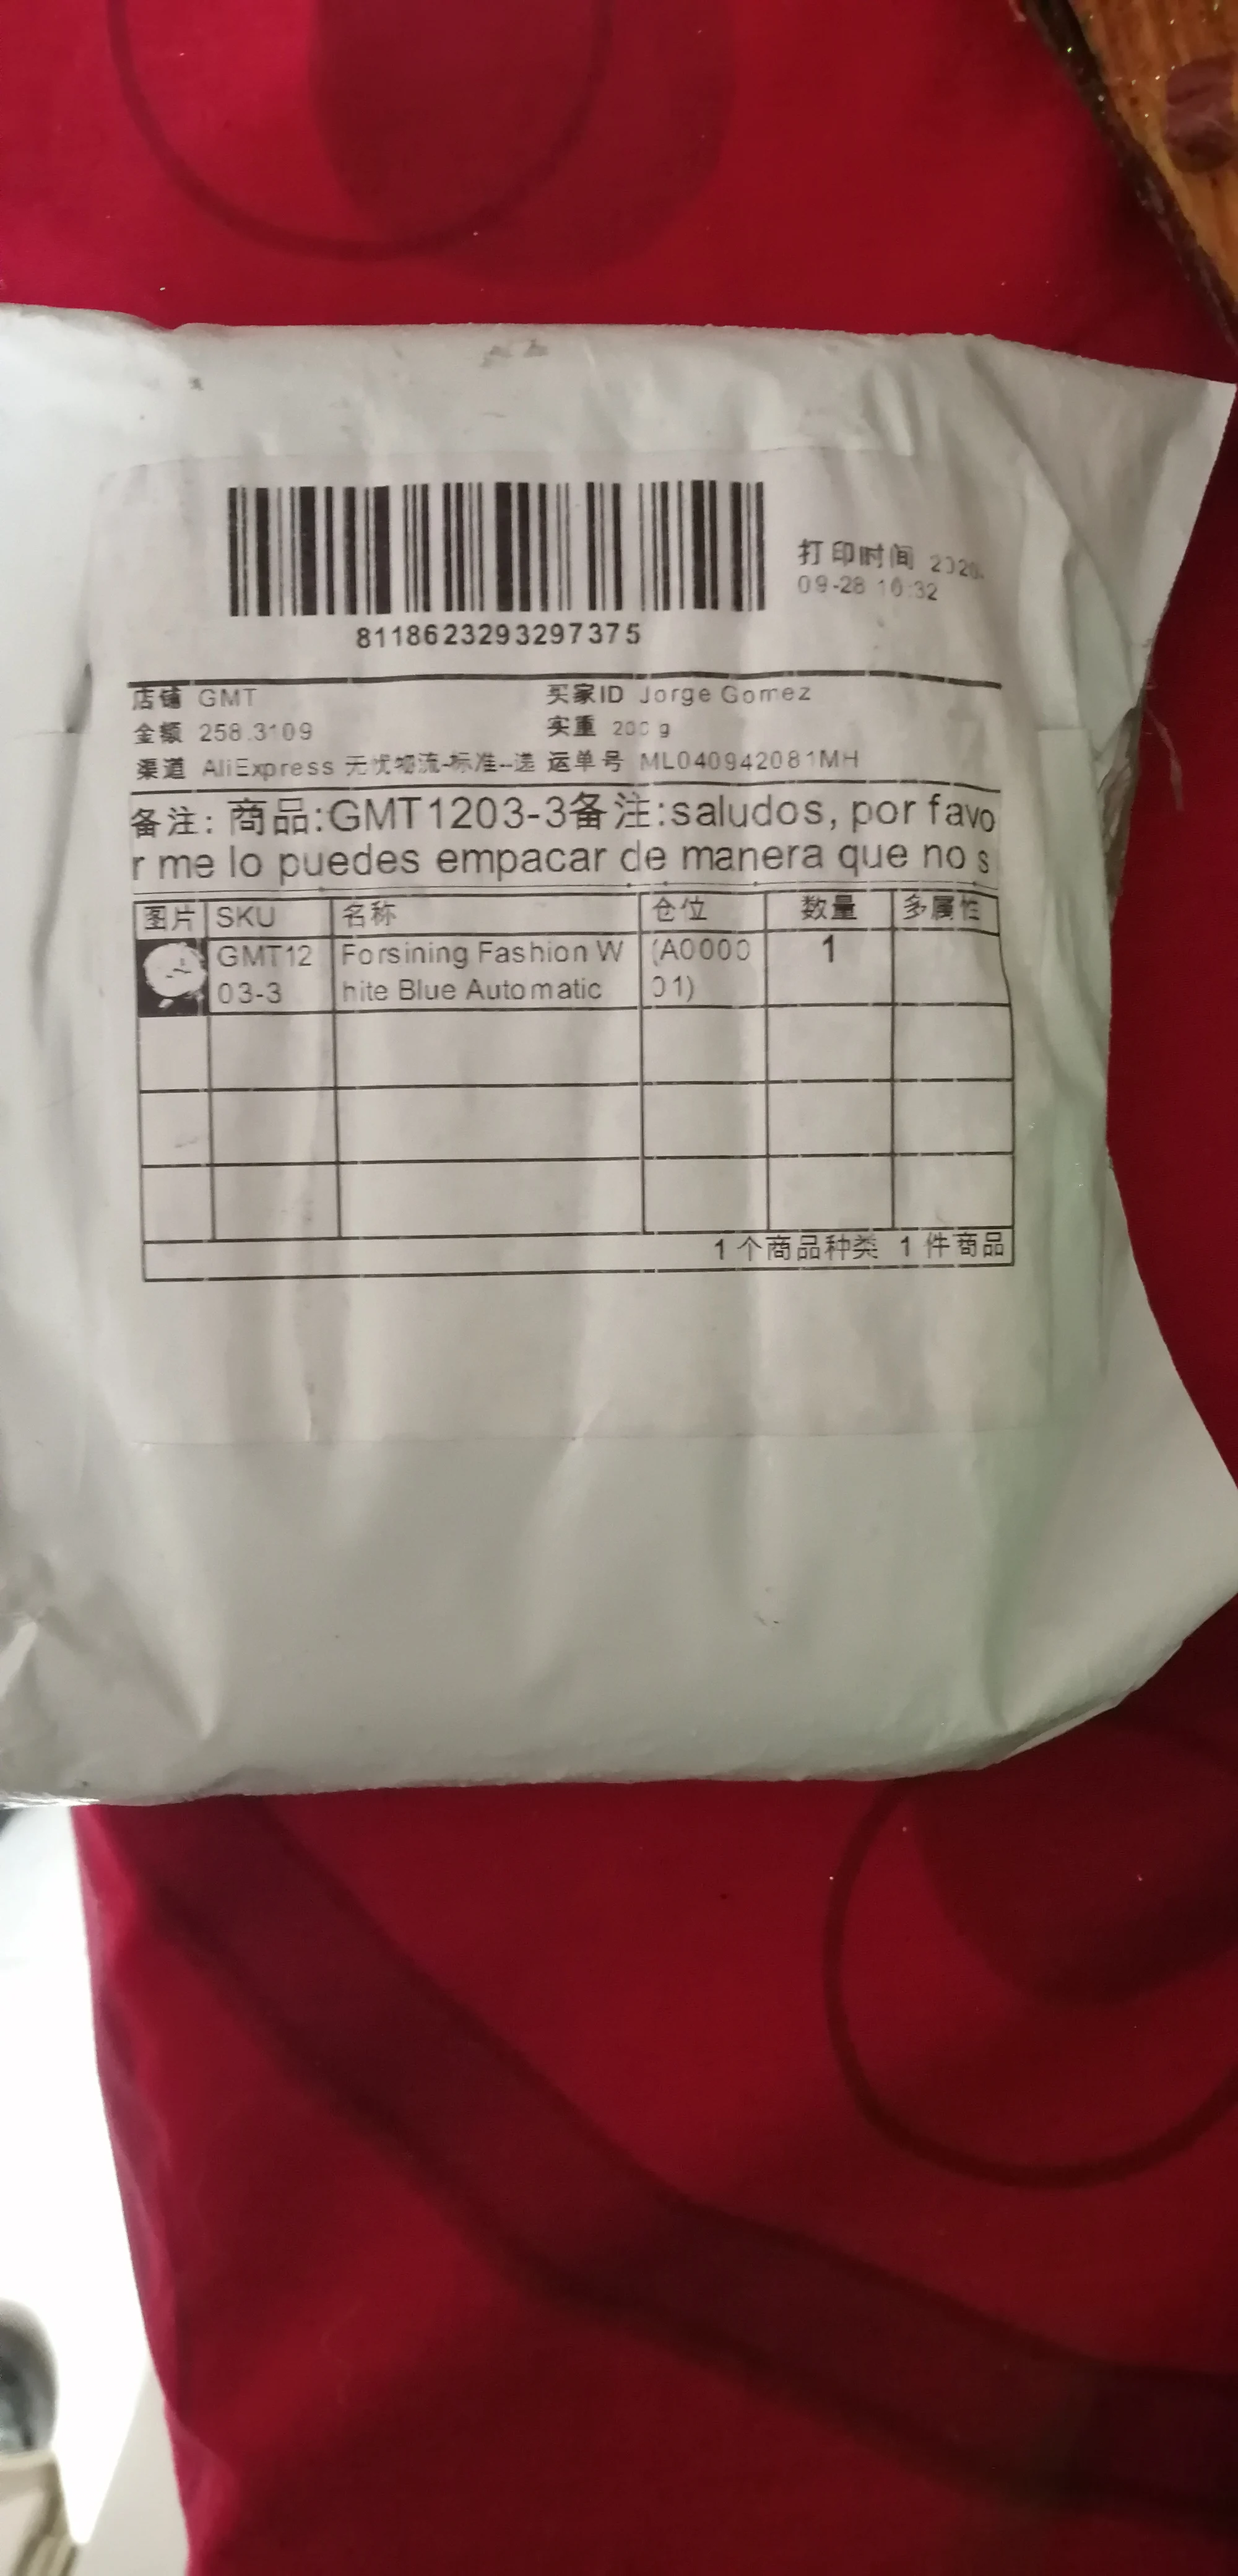 打印时间 2020-
09-28 10:32
8118623293297375
店铺 GMT 买家ID Jorge Gomez
金额 258.3109 实重 200 g
渠道 AliExpress 无忧物流-标准--递 运单号 ML040942081MH
备注: 商品:GMT1203-3备注:saludos, por favo
r me lo puedes empacar de manera que no s
图片 SKU 名称 仓位 数量 多属性
GMT12 Forsining Fashion W (A0000 1
03-3 hite Blue Automatic 01)
1 个商品种类 1 件商品